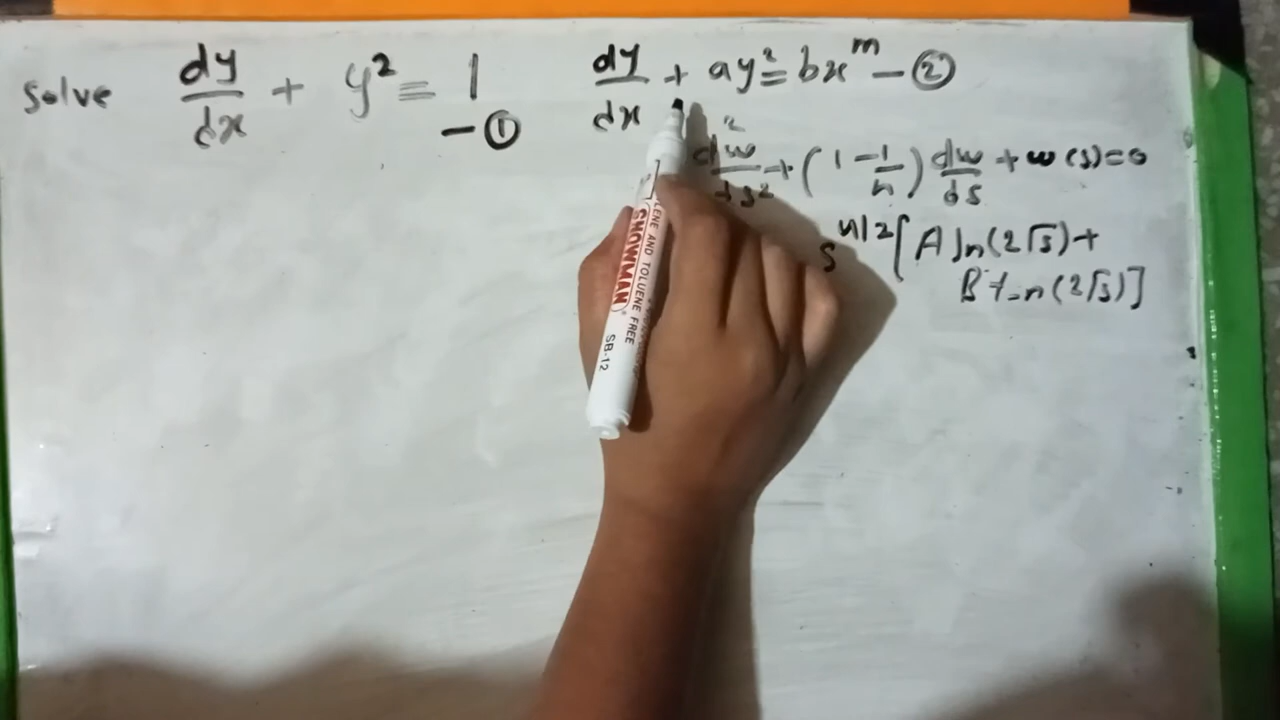 Solve dy/dx + y² = 1 - ①
dy/dx + ay² = bx^m - ②
d²w/ds² + (1 - 1/n) dw/ds + w(s) = 0
s^n/2 [A Jn(2√s) +
B J-n(2√s)]
SNOWMAN
ENE AND TOLUENE FREE
SB-12